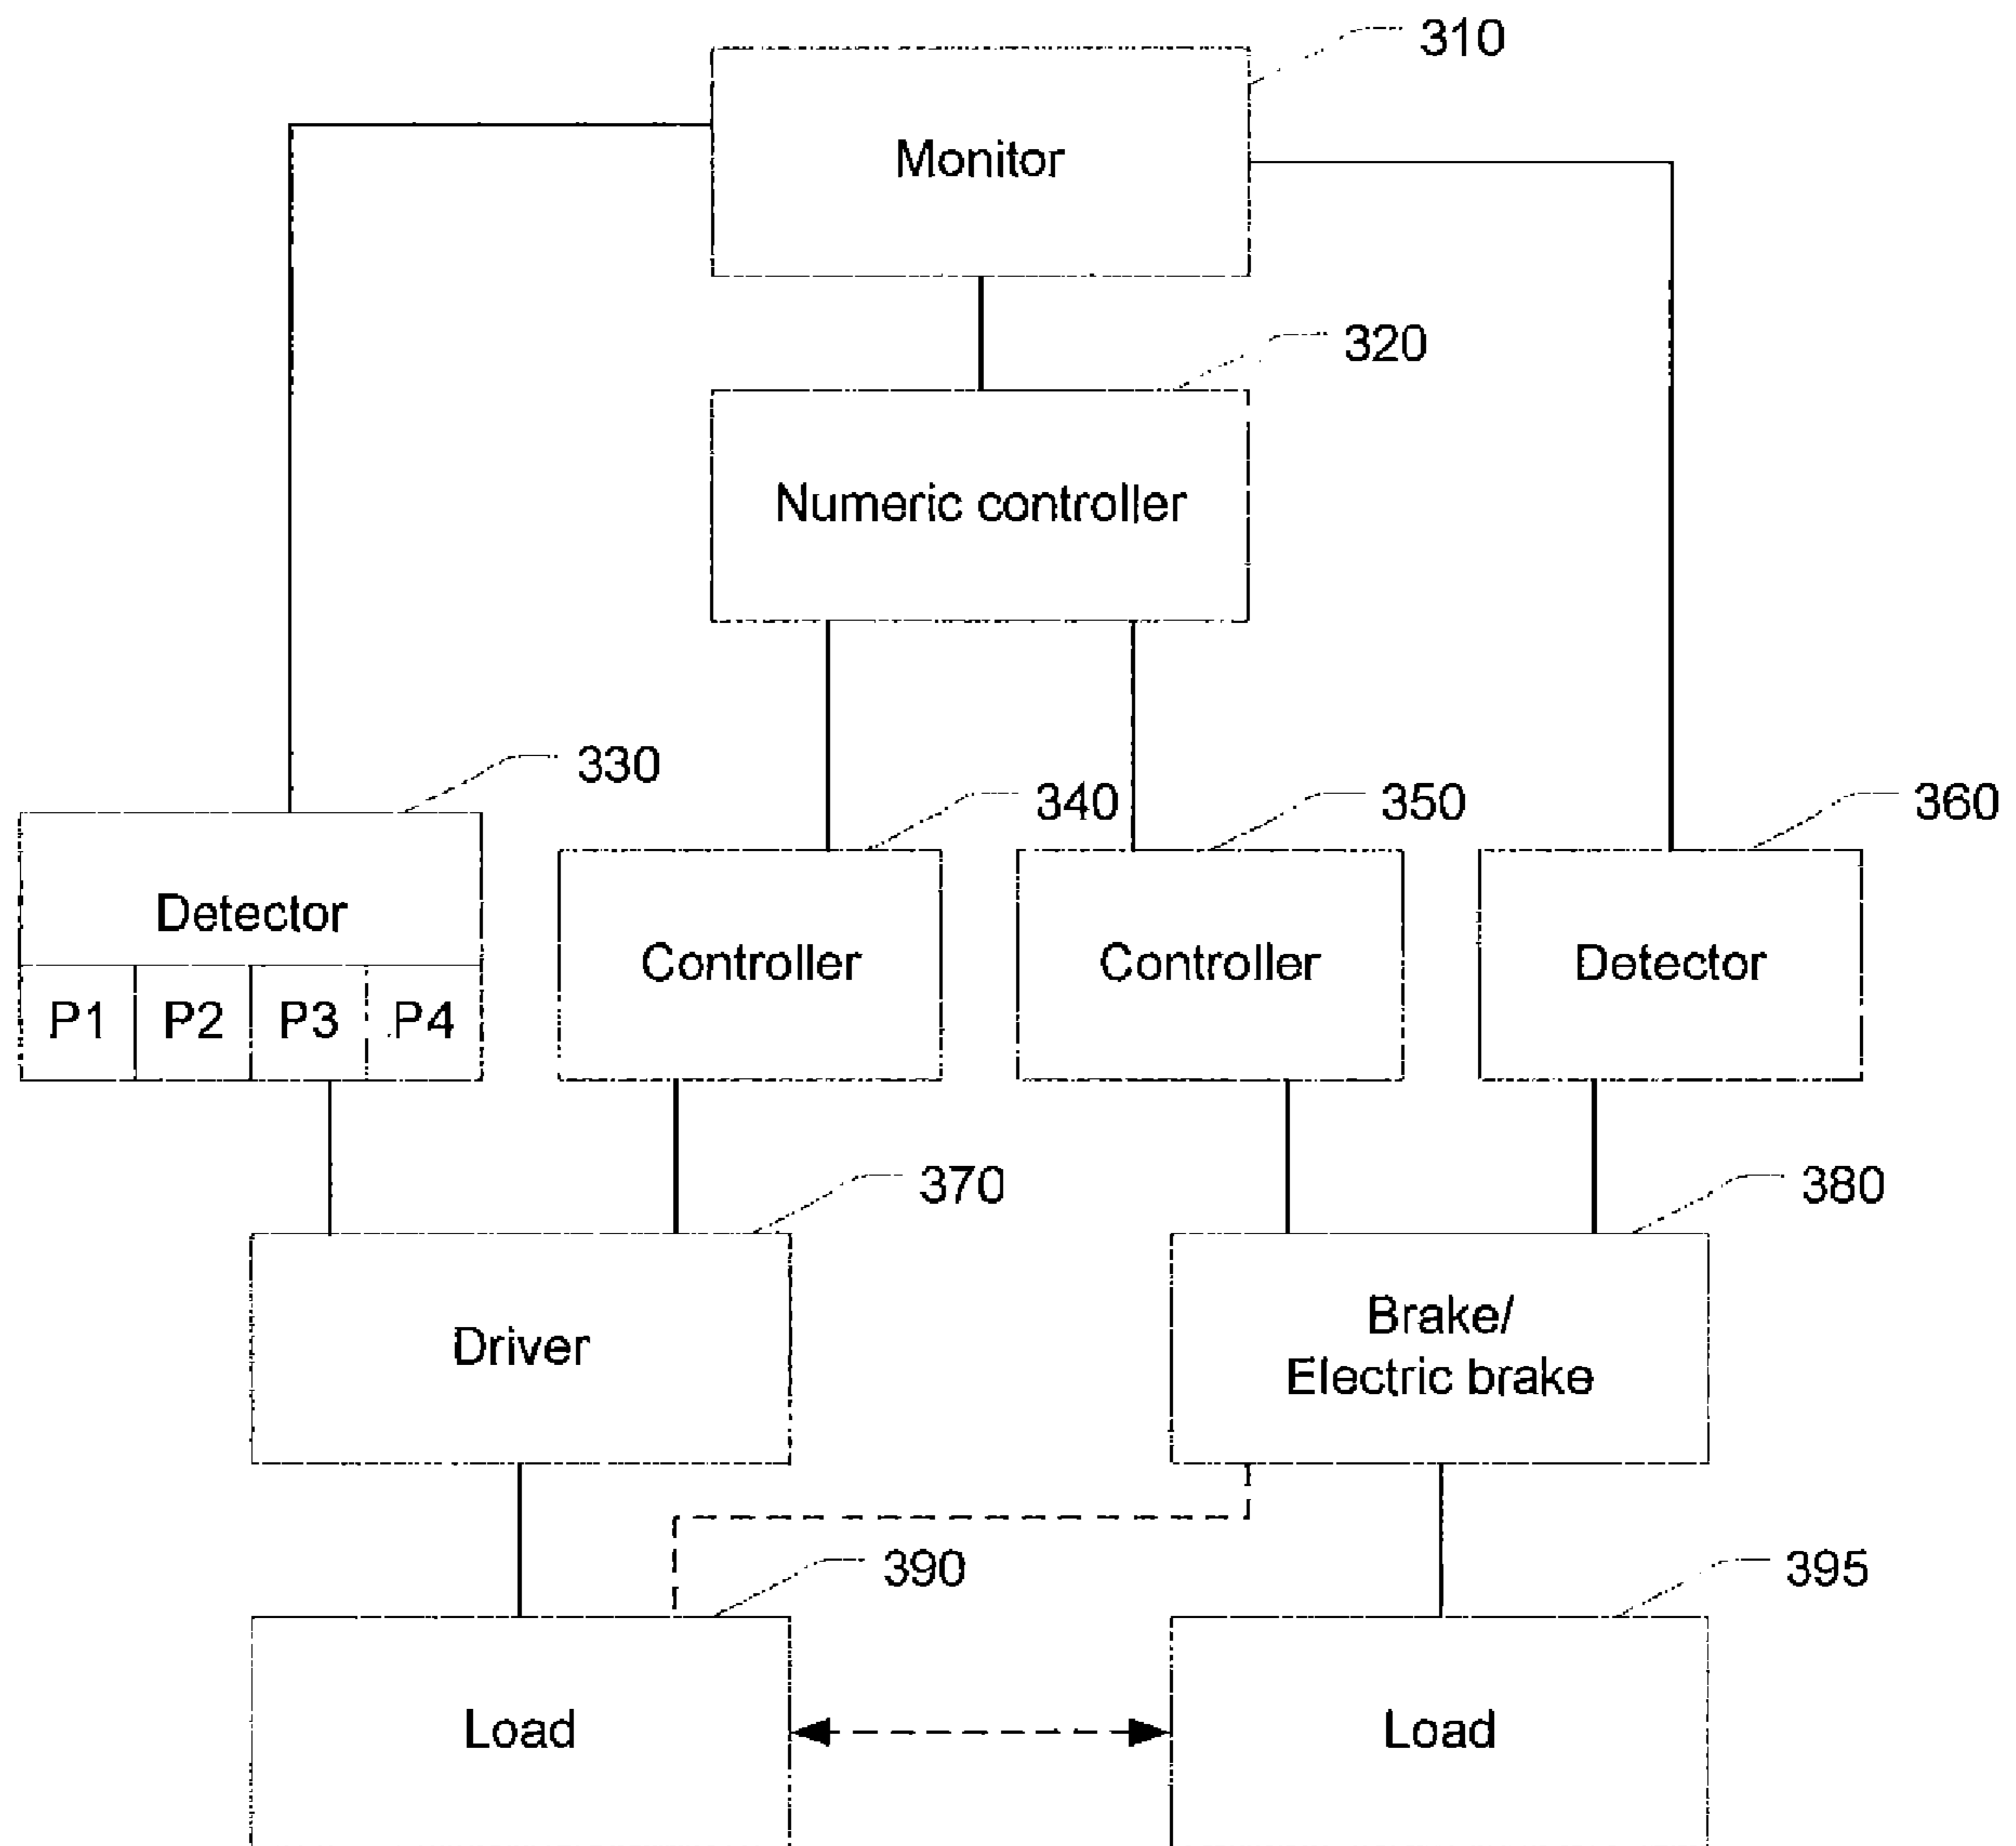 310
Monitor
320
Numeric controller
330
340
350
360
Detector
Controller
Controller
Detector
P1 P2 P3 P4
370
380
Driver
Brake/
Electric brake
390
395
Load
Load